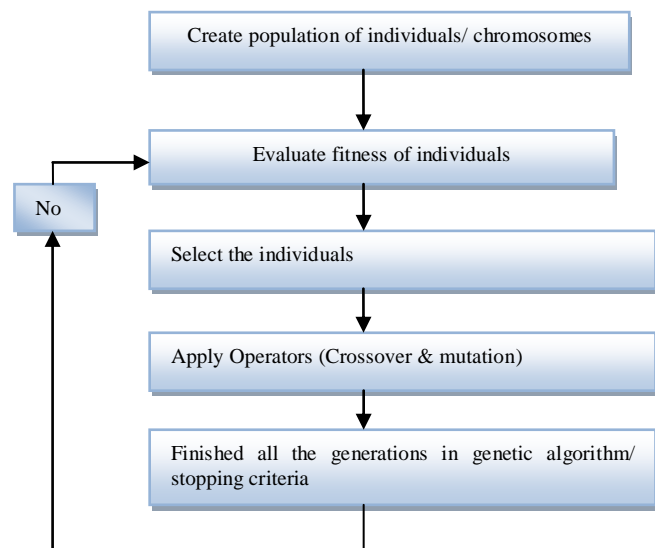 Create population of individuals/ chromosomes
Evaluate fitness of individuals
No
Select the individuals
Apply Operators (Crossover & mutation)
Finished all the generations in genetic algorithm/
stopping criteria